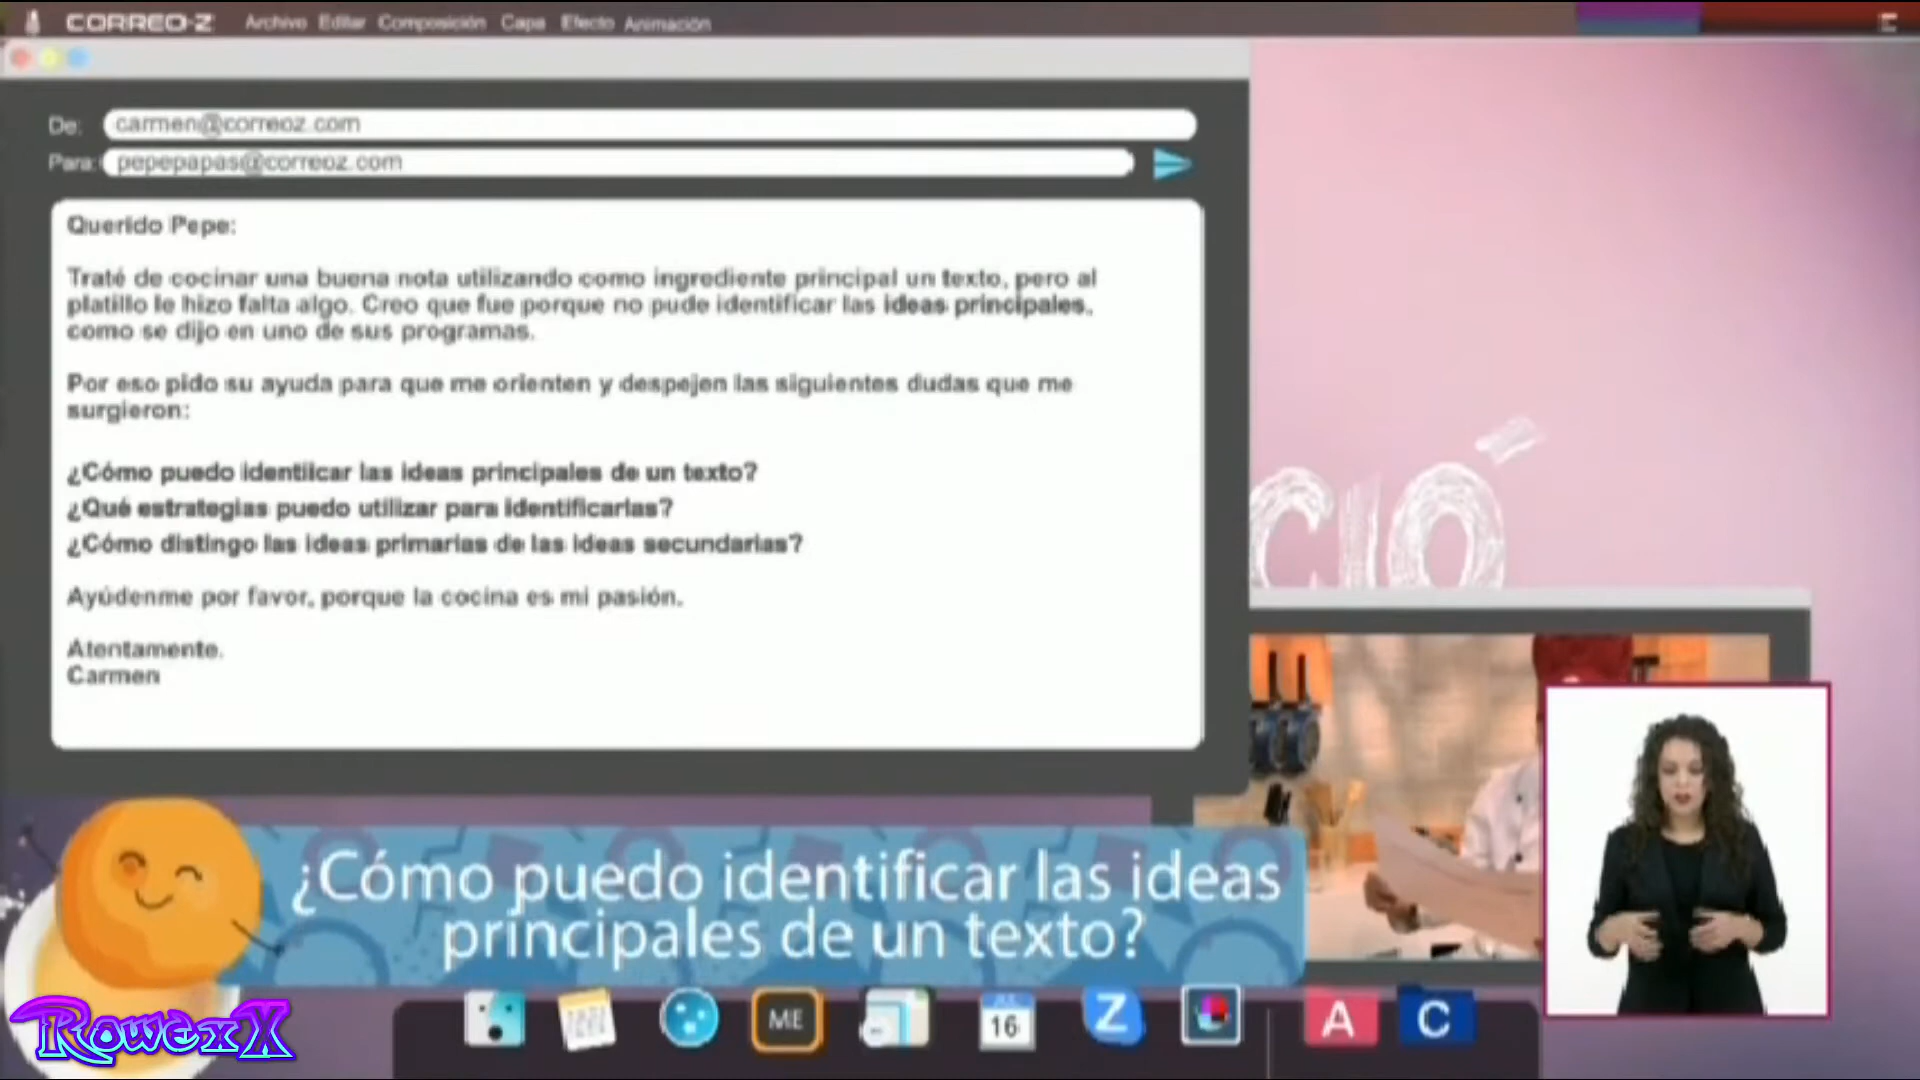 CORREO-Z Archivo Editar Composición Capa Efecto Animación
De: carmen@correoz.com
Para: pepepapas@correoz.com
Querido Pepe:
Traté de cocinar una buena nota utilizando como ingrediente principal un texto, pero al
platillo le hizo falta algo. Creo que fue porque no pude identificar las ideas principales,
como se dijo en uno de sus programas.
Por eso pido su ayuda para que me orienten y despejen las siguientes dudas que me
surgieron:
¿Cómo puedo identiicar las ideas principales de un texto?
¿Qué estrategias puedo utilizar para identificarlas?
¿Cómo distingo las ideas primarias de las ideas secundarias?
Ayúdenme por favor, porque la cocina es mi pasión.
Atentamente.
Carmen
CIÓ
¿Cómo puedo identificar las ideas
principales de un texto?
ME
JUL
16
Z
A
C
RowexX